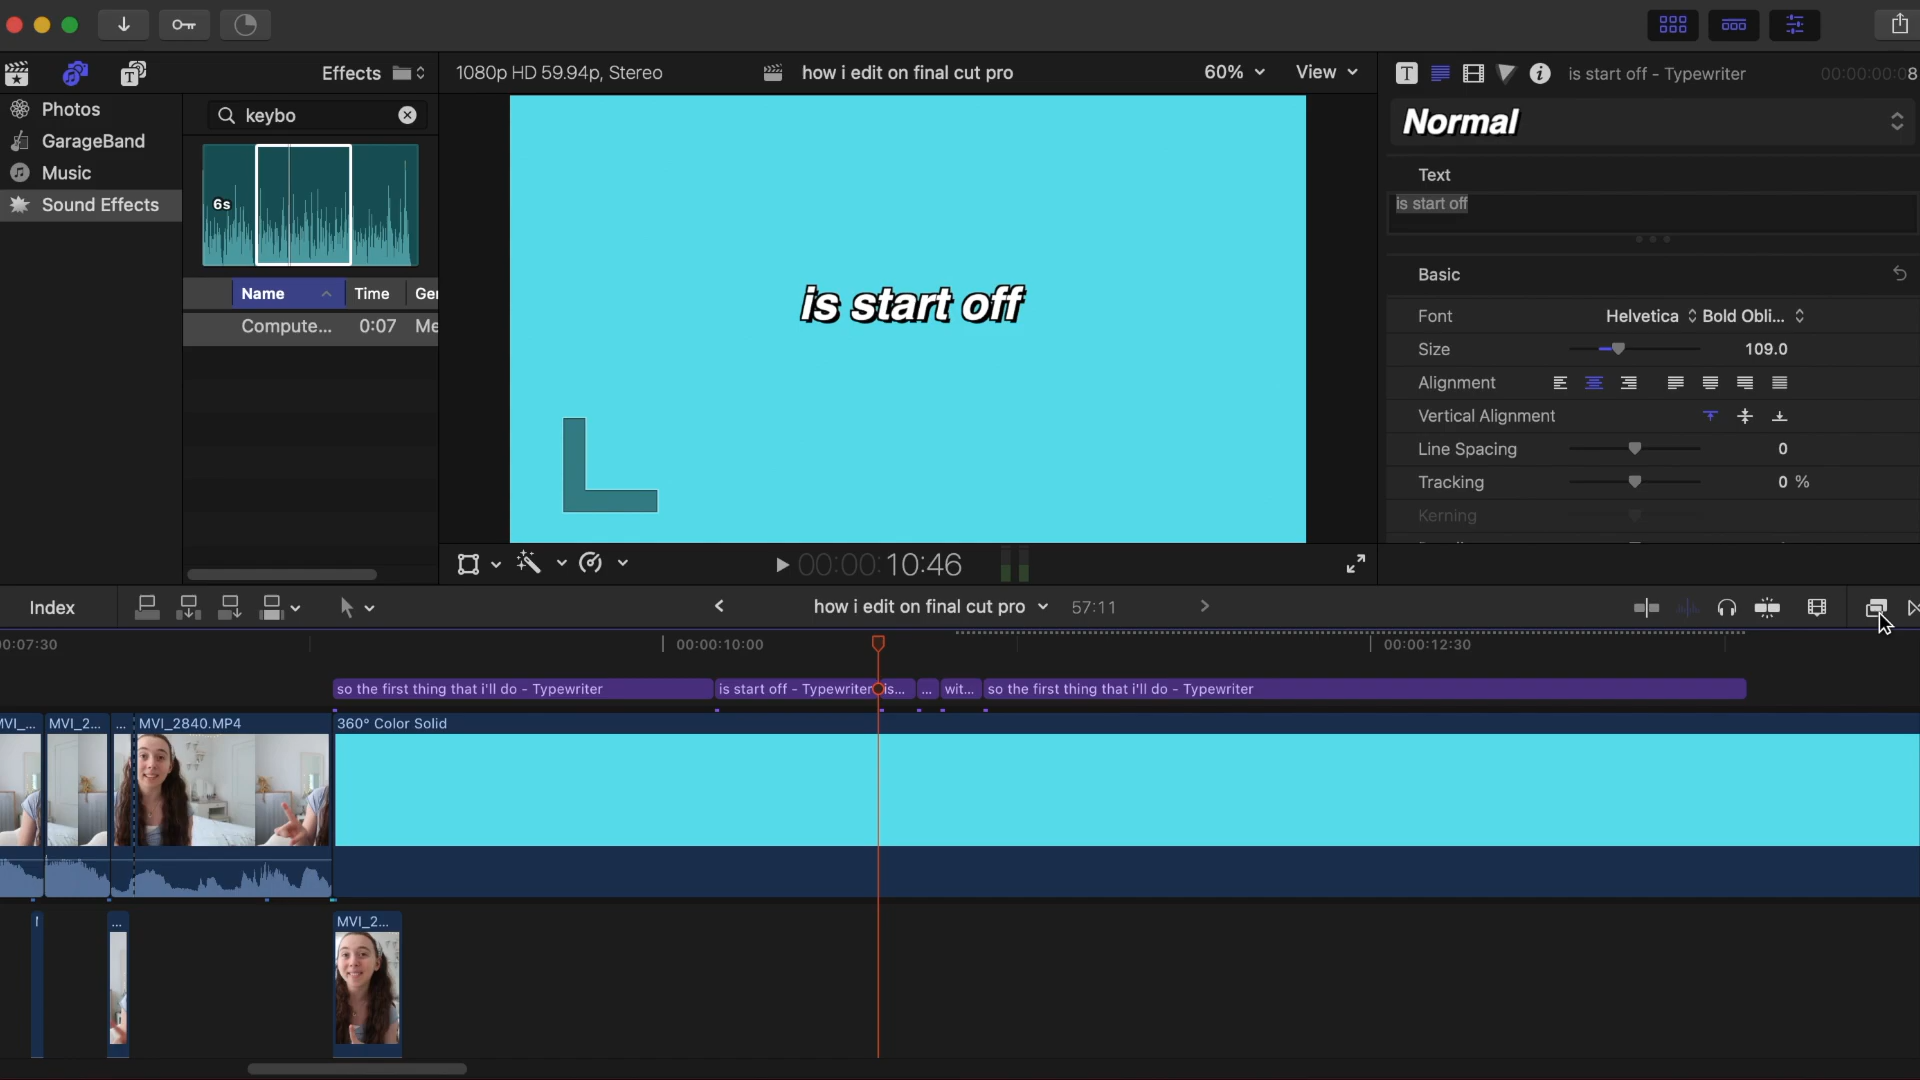 Effects
1080p HD 59.94p, Stereo
how i edit on final cut pro
60%
View
is start off - Typewriter
00:00:00:08
Photos
GarageBand
Music
Sound Effects
keybo
6s
Name
Time
Ge
Compute...
0:07
Me
is start off
Normal
Text
is start off
Basic
Font
Helvetica
Bold Obli...
Size
109.0
Alignment
Vertical Alignment
Line Spacing
0
Tracking
0 %
Kerning
00:00:10:46
Index
how i edit on final cut pro
57:11
00:07:30
00:00:10:00
00:00:12:30
so the first thing that i'll do - Typewriter
is start off - Typewriter
is...
...
wit...
so the first thing that i'll do - Typewriter
MVI_...
MVI_2...
...
MVI_2840.MP4
360° Color Solid
...
MVI_2...